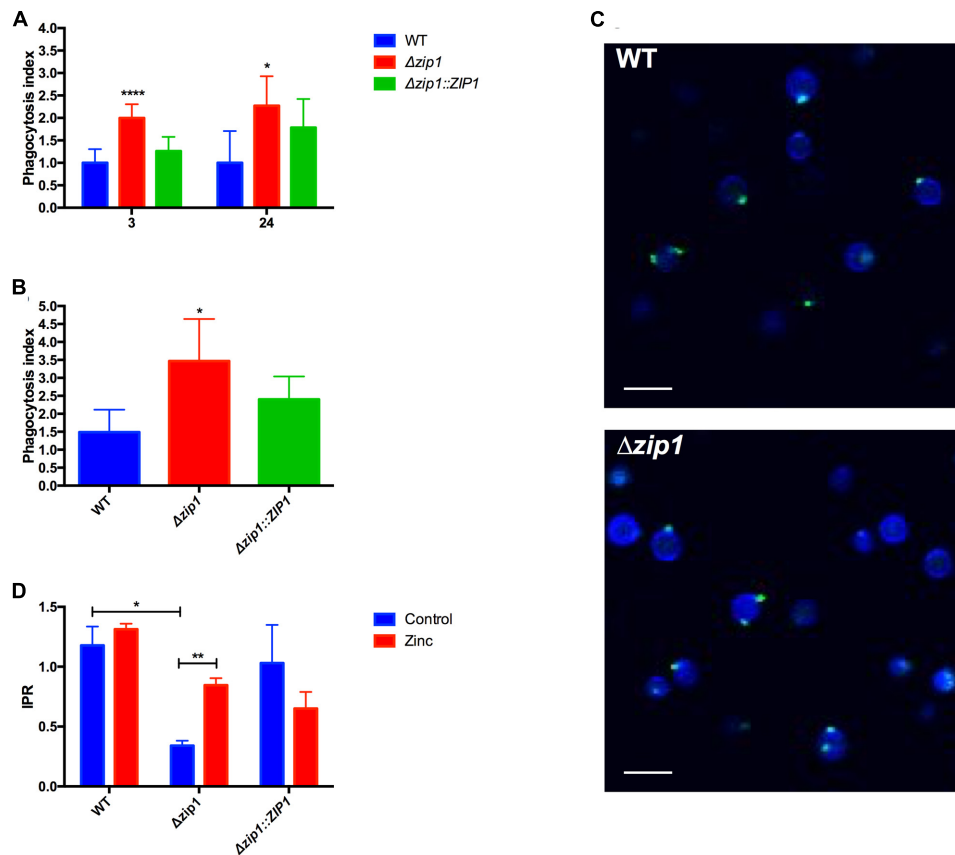 A
Phagocytosis index
4.0
3.5
3.0
2.5
2.0
1.5
1.0
0.5
0.0
****
*
3
24
WT
Δzip1
Δzip1::ZIP1
B
Phagocytosis index
5.0
4.5
4.0
3.5
3.0
2.5
2.0
1.5
1.0
0.5
0.0
*
WT
Δzip1
Δzip1::ZIP1
C
WT
Δzip1
D
IPR
1.5
1.0
0.5
0.0
*
**
WT
Δzip1
Δzip1::ZIP1
Control
Zinc